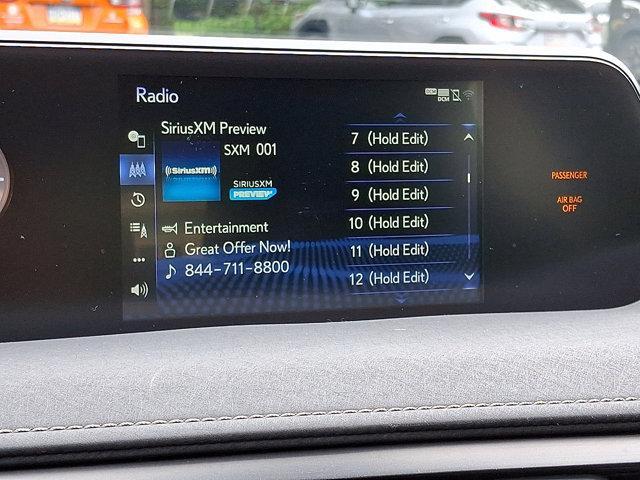 Radio
DCM
DCM
SiriusXM Preview
SXM 001
((SiriusXM))
SIRIUSXM
PREVIEW
Entertainment
Great Offer Now!
844-711-8800
7 (Hold Edit)
8 (Hold Edit)
9 (Hold Edit)
10 (Hold Edit)
11 (Hold Edit)
12 (Hold Edit)
PASSENGER
AIR BAG
OFF